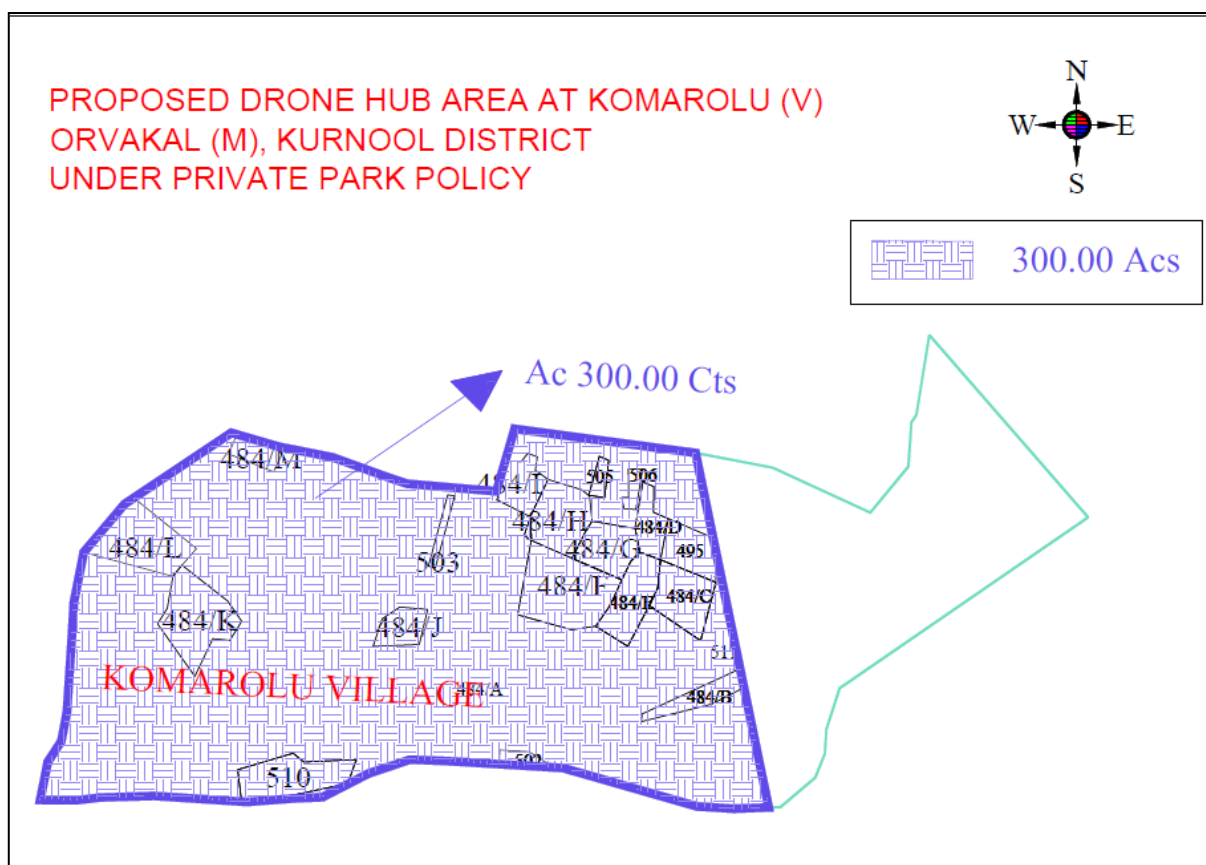 PROPOSED DRONE HUB AREA AT KOMAROLU (V)
ORVAKAL (M), KURNOOL DISTRICT
UNDER PRIVATE PARK POLICY
N
W E
S
300.00 Acs
Ac 300.00 Cts
484/M
505 506
484/H
484/D
484/L
484/G
495
503
484/F
484/E
484/C
484/K
484/J
511
KOMAROLU VILLAGE
484/A
484/B
510